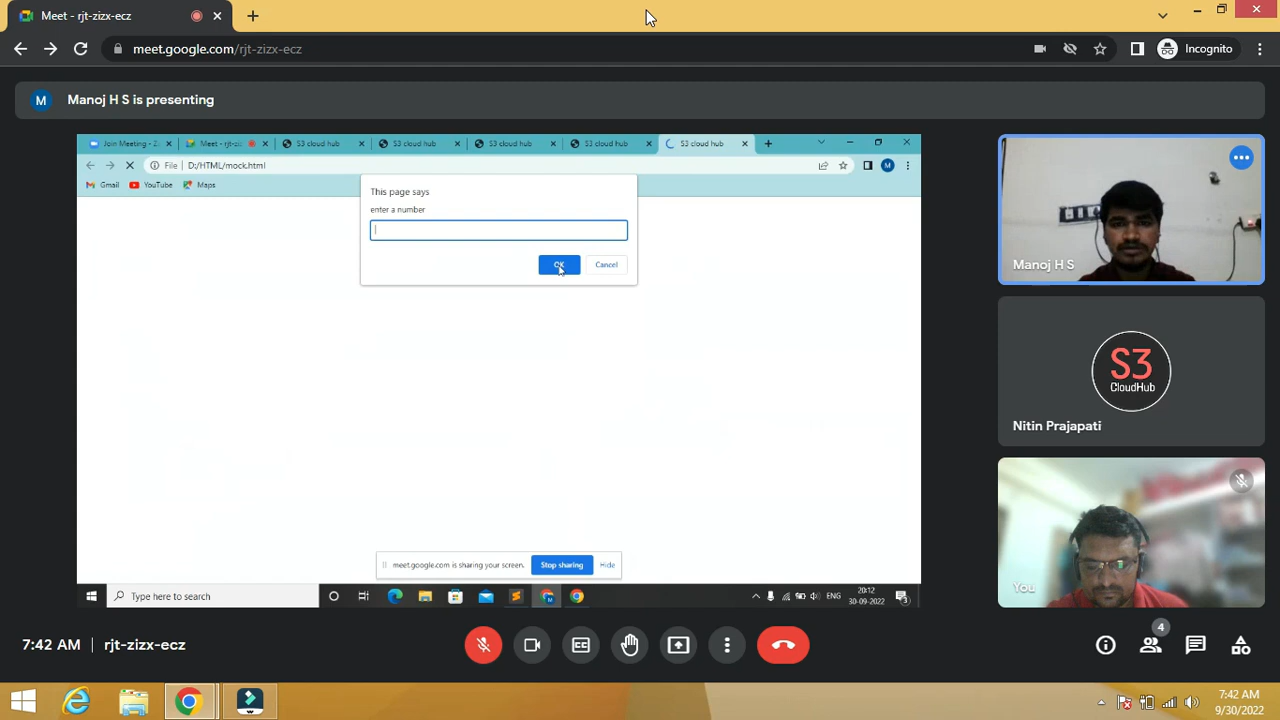 Meet - rjt-zizx-ecz
meet.google.com/rjt-zizx-ecz
Incognito
M
Manoj H S is presenting
Join Meeting - Z
Meet - rjt-zi
S3 cloud hub
S3 cloud hub
S3 cloud hub
S3 cloud hub
S3 cloud hub
File
D:/HTML/mock.html
M
Gmail
YouTube
Maps
This page says
enter a number
OK
Cancel
meet.google.com is sharing your screen.
Stop sharing
Hide
Type here to search
ENG
20:12
30-09-2022
3
Manoj H S
S3
CloudHub
Nitin Prajapati
You
7:42 AM
rjt-zizx-ecz
4
7:42 AM
9/30/2022